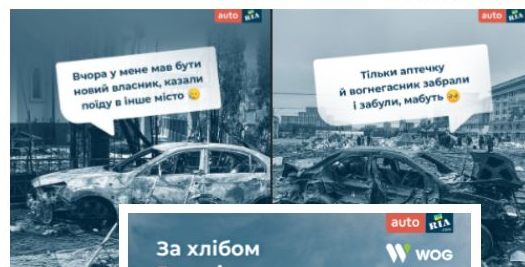 auto RIA
Вчора у мене мав бути
новий власник, казали
поїду в інше місто
auto RIA
Тільки аптечку
й вогнегасник забрали
і забули, мабуть
auto RIA
За хлібом
WOG